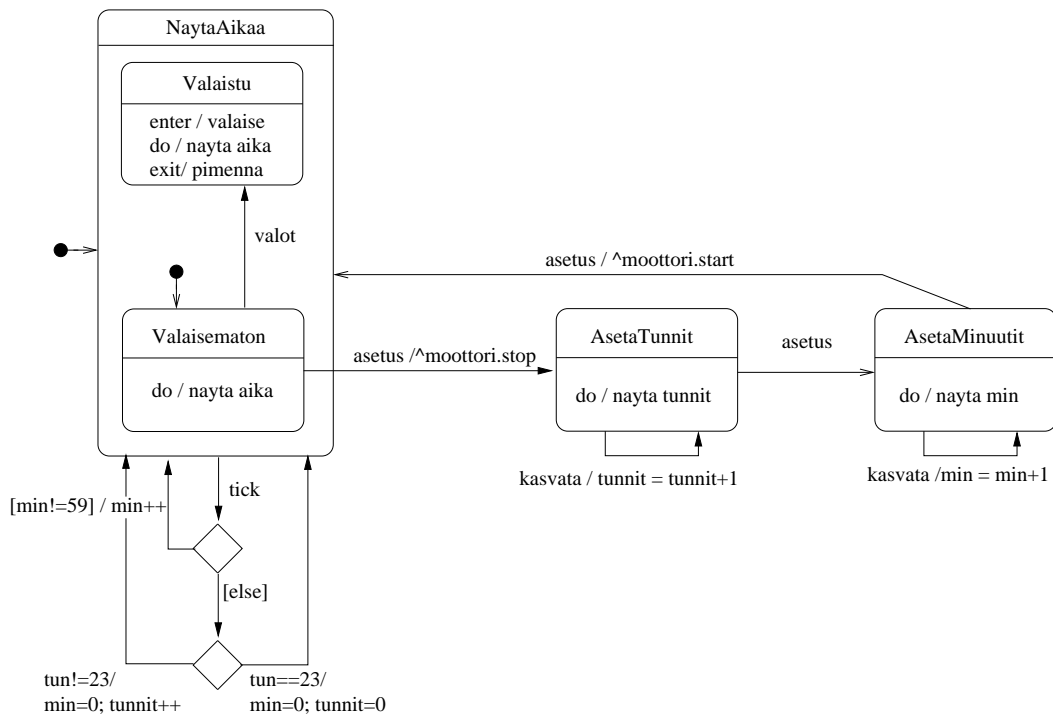 NaytaAikaa
Valaistu
enter / valaise
do / nayta aika
exit/ pimenna
valot
asetus / ^moottori.start
Valaisematon
do / nayta aika
asetus /^moottori.stop
AsetaTunnit
do / nayta tunnit
asetus
AsetaMinuutit
do / nayta min
kasvata / tunnit = tunnit+1
kasvata /min = min+1
tick
[min!=59] / min++
[else]
tun!=23/
min=0; tunnit++
tun==23/
min=0; tunnit=0